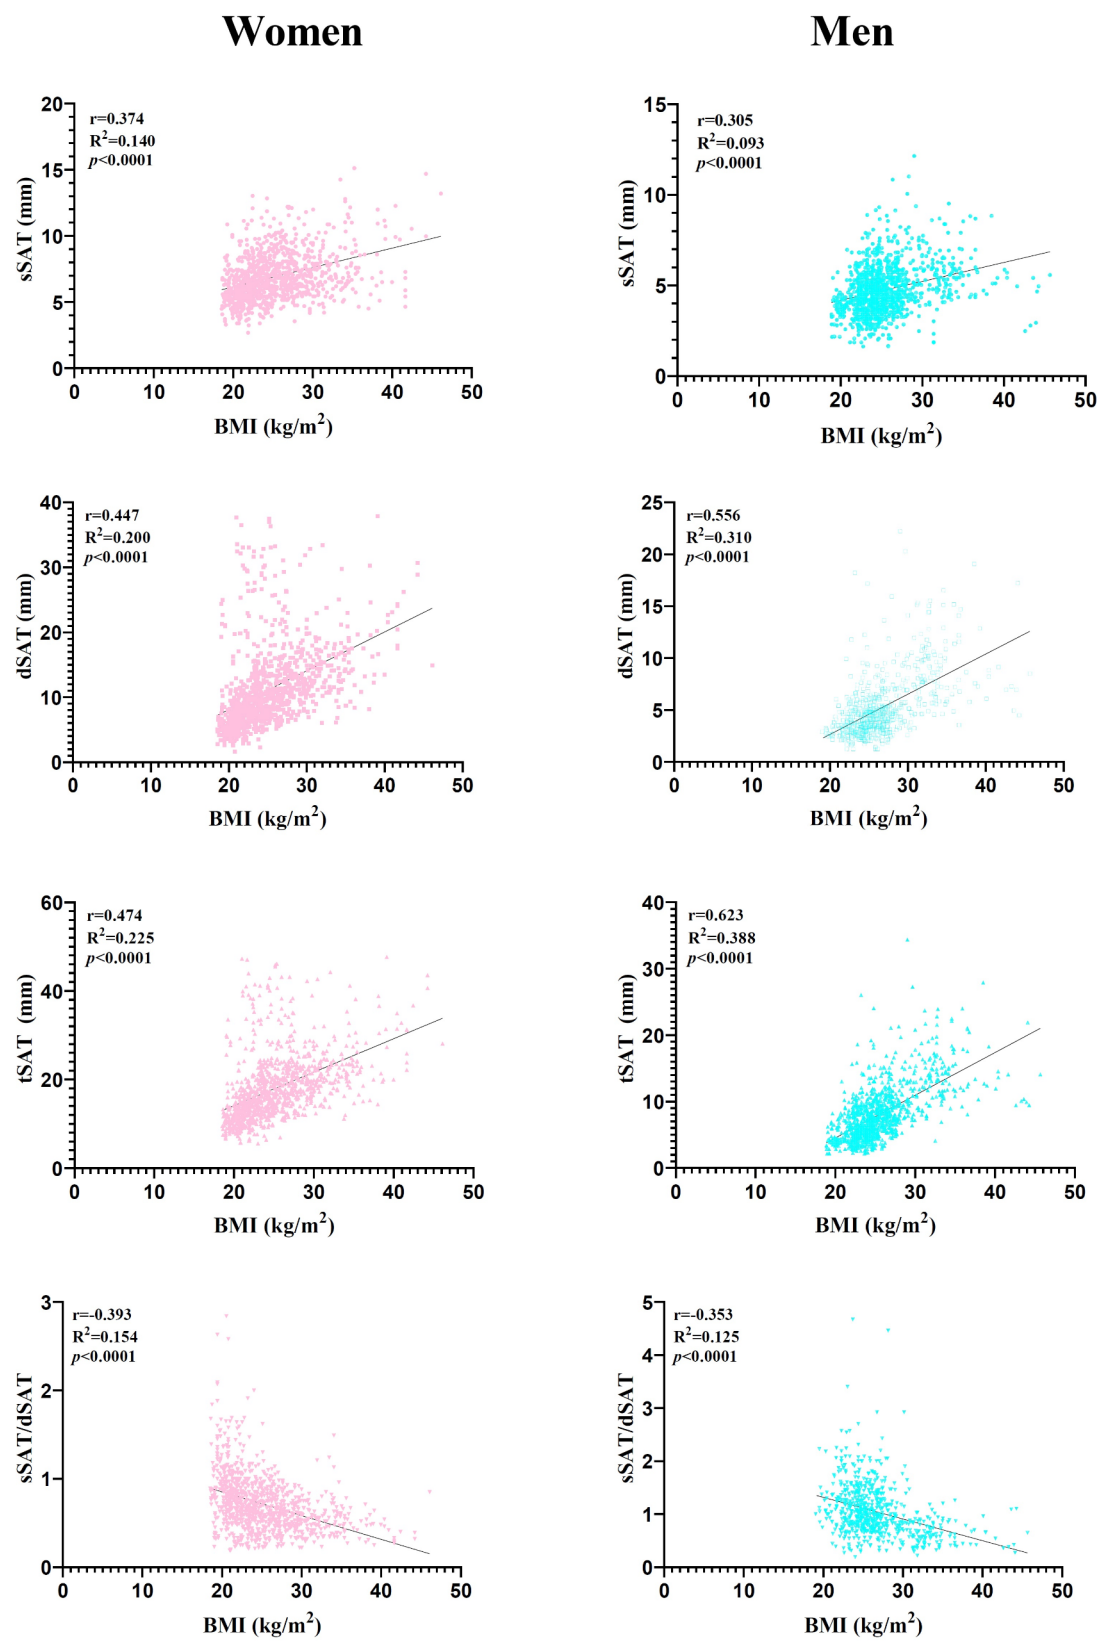 Women
Men
r=0.374
R²=0.140
p<0.0001
20
15
10
5
0
sSAT (mm)
0 10 20 30 40 50
BMI (kg/m²)
r=0.305
R²=0.093
p<0.0001
15
10
5
0
sSAT (mm)
0 10 20 30 40 50
BMI (kg/m²)
r=0.447
R²=0.200
p<0.0001
40
30
20
10
0
dSAT (mm)
0 10 20 30 40 50
BMI (kg/m²)
r=0.556
R²=0.310
p<0.0001
25
20
15
10
5
0
dSAT (mm)
0 10 20 30 40 50
BMI (kg/m²)
r=0.474
R²=0.225
p<0.0001
60
40
20
0
tSAT (mm)
0 10 20 30 40 50
BMI (kg/m²)
r=0.623
R²=0.388
p<0.0001
40
30
20
10
0
tSAT (mm)
0 10 20 30 40 50
BMI (kg/m²)
r=-0.393
R²=0.154
p<0.0001
3
2
1
0
sSAT/dSAT
0 10 20 30 40 50
BMI (kg/m²)
r=-0.353
R²=0.125
p<0.0001
5
4
3
2
1
0
sSAT/dSAT
0 10 20 30 40 50
BMI (kg/m²)